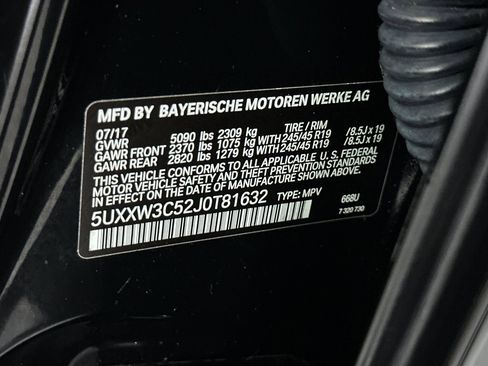 MFD BY BAYERISCHE MOTOREN WERKE AG
07/17 5090 lbs 2309 kg TIRE / RIM
GVWR
GAWR FRONT 2370 lbs 1075 kg WITH 245/45 R19 /8.5J x 19
GAWR REAR 2820 lbs 1279 kg WITH 245/45 R19 /8.5J x 19
THIS VEHICLE CONFORMS TO ALL APPLICABLE U. S. FEDERAL
MOTOR VEHICLE SAFETY AND THEFT PREVENTION STANDARDS
IN EFFECT ON THE DATE OF MANUFACTURE SHOWN ABOVE.
5UXXW3C52J0T81632 TYPE: MPV 668U
7 320 730